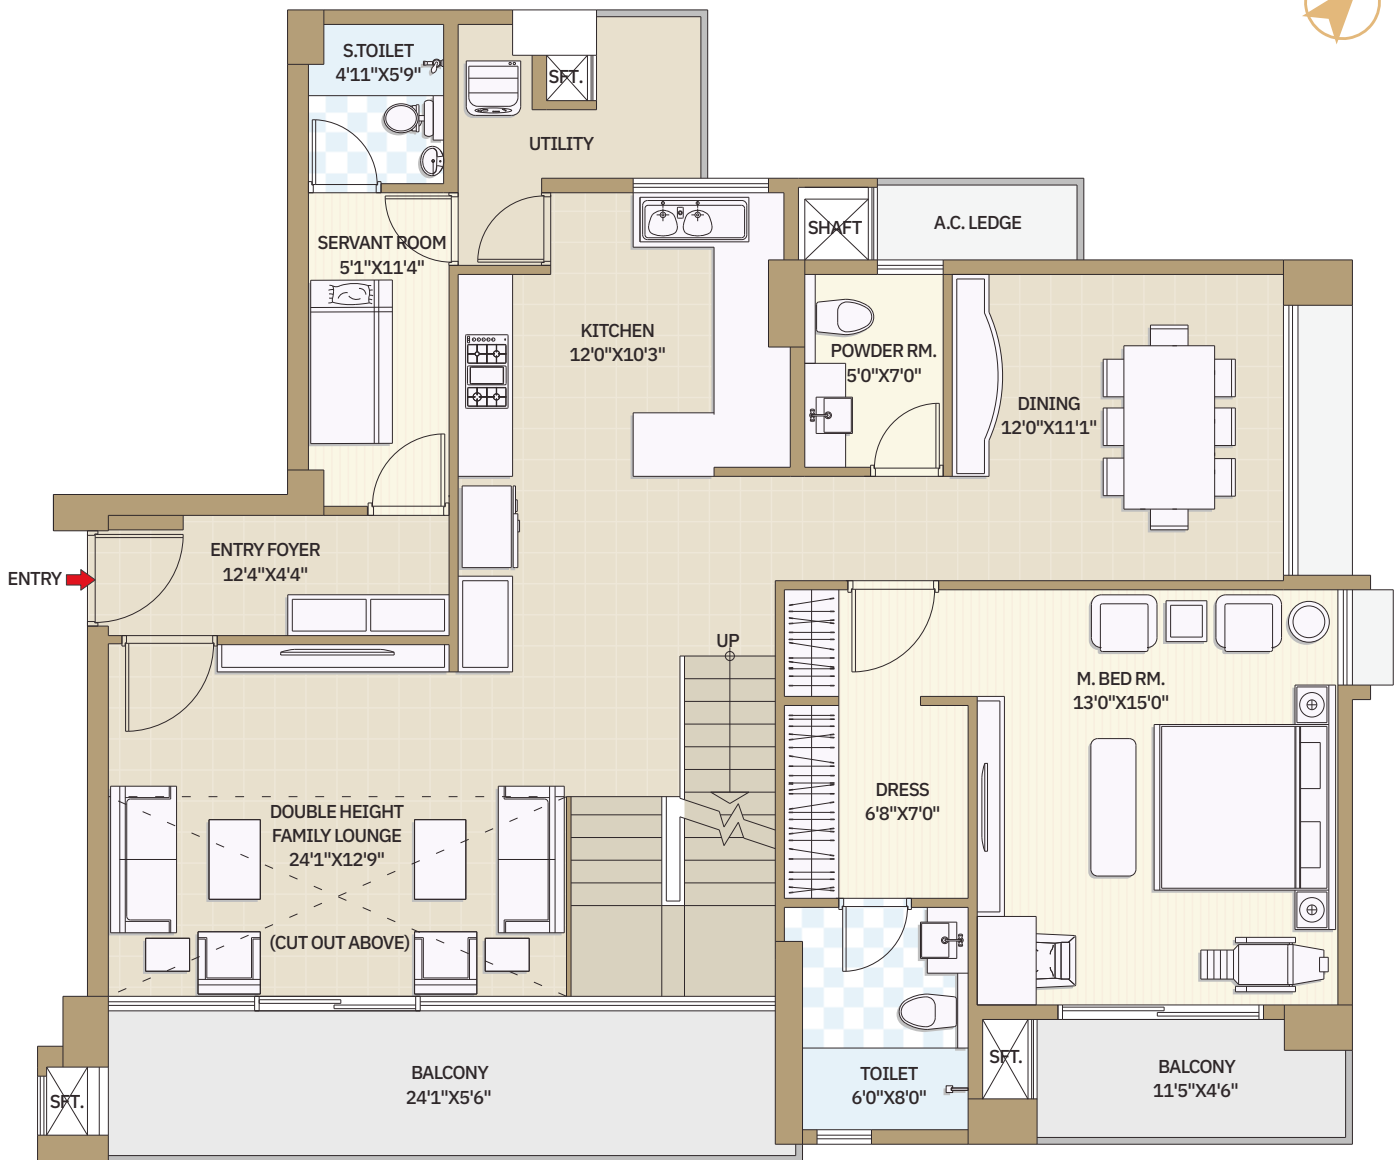 S.TOILET
4'11"X5'9"
SFT.
UTILITY
SERVANT ROOM
5'1"X11'4"
SHAFT
A.C. LEDGE
KITCHEN
12'0"X10'3"
POWDER RM.
5'0"X7'0"
DINING
12'0"X11'1"
ENTRY
ENTRY FOYER
12'4"X4'4"
UP
M. BED RM.
13'0"X15'0"
DRESS
6'8"X7'0"
DOUBLE HEIGHT
FAMILY LOUNGE
24'1"X12'9"
(CUT OUT ABOVE)
SFT.
BALCONY
24'1"X5'6"
TOILET
6'0"X8'0"
SFT.
BALCONY
11'5"X4'6"